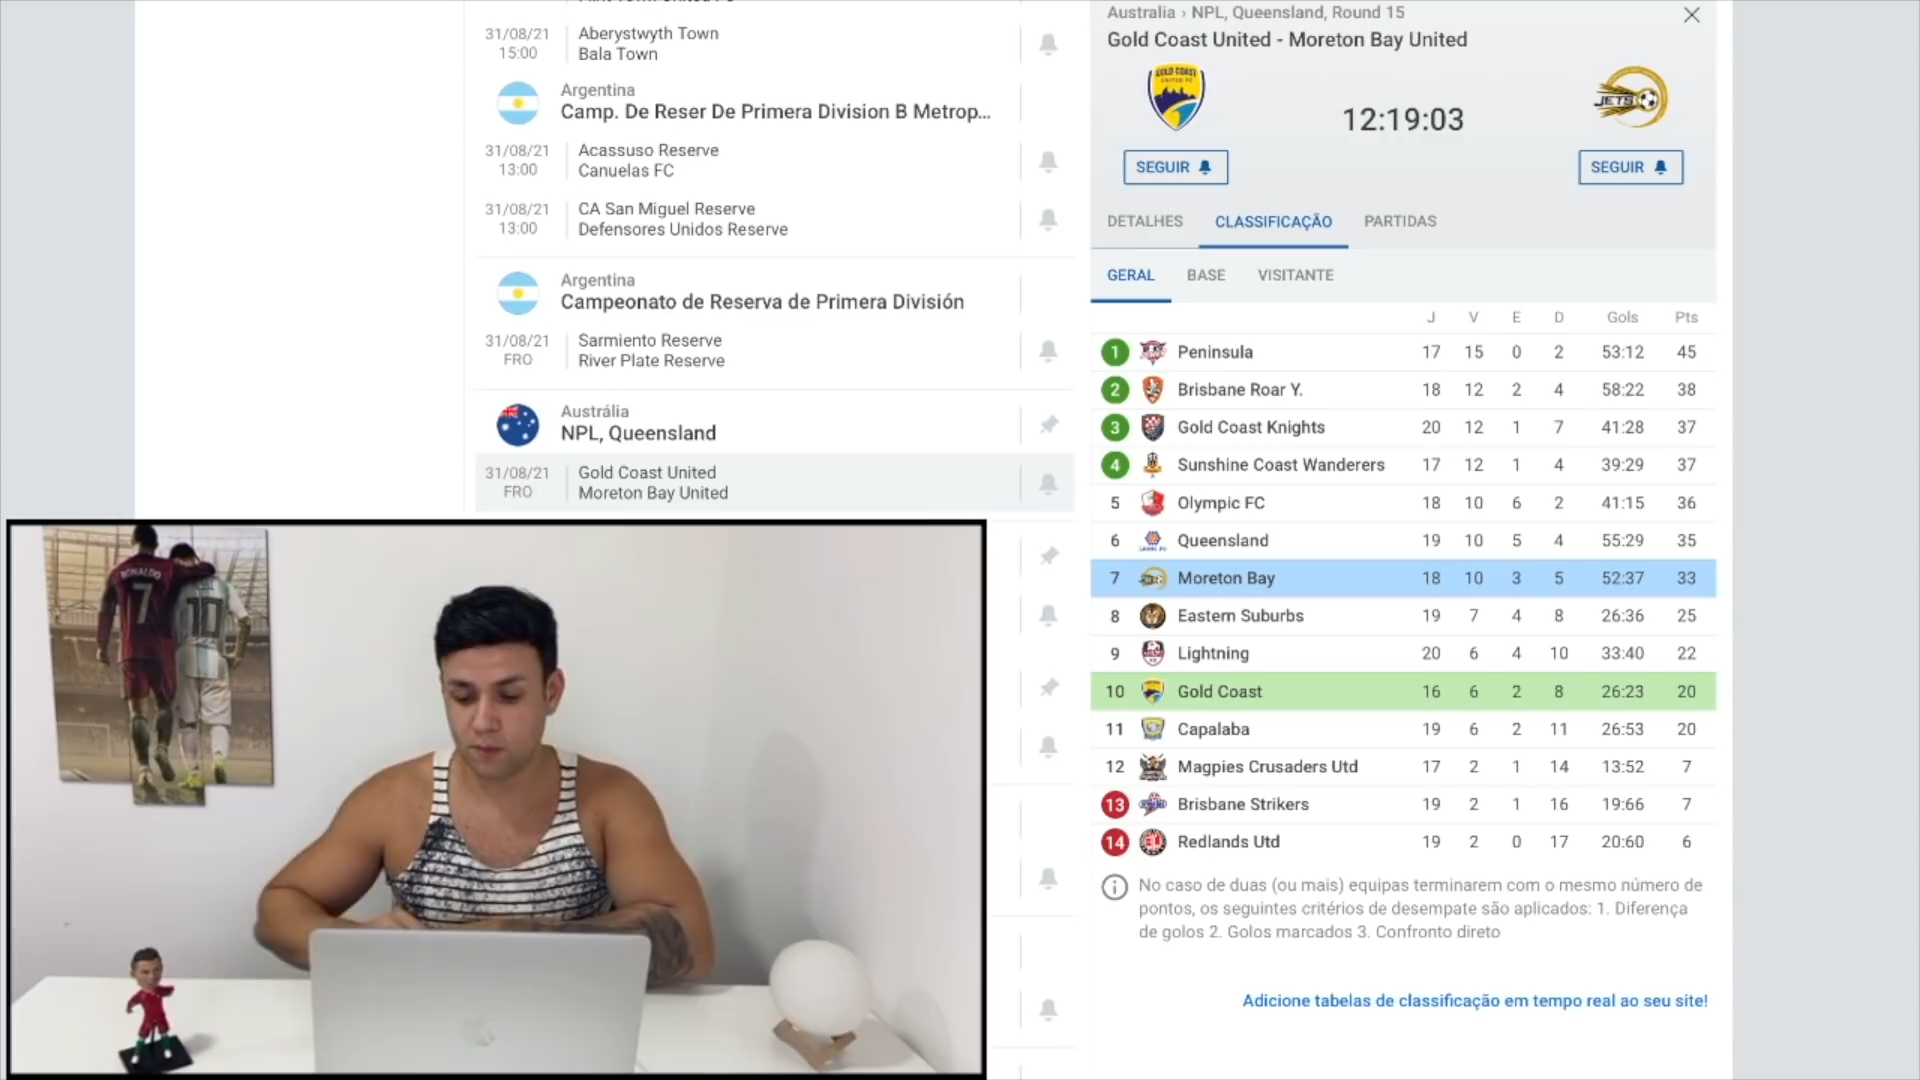 31/08/21
15:00
Aberystwyth Town
Bala Town
Argentina
Camp. De Reser De Primera Division B Metrop...
31/08/21
13:00
Acassuso Reserve
Canuelas FC
31/08/21
13:00
CA San Miguel Reserve
Defensores Unidos Reserve
Argentina
Campeonato de Reserva de Primera División
31/08/21
FRO
Sarmiento Reserve
River Plate Reserve
Austrália
NPL, Queensland
31/08/21
FRO
Gold Coast United
Moreton Bay United
RONALDO
7
10
Australia › NPL, Queensland, Round 15
Gold Coast United - Moreton Bay United
GOLD COAST
12:19:03
JETS
SEGUIR
SEGUIR
DETALHES CLASSIFICAÇÃO PARTIDAS
GERAL BASE VISITANTE
J V E D Gols Pts
1 Peninsula 17 15 0 2 53:12 45
2 Brisbane Roar Y. 18 12 2 4 58:22 38
3 Gold Coast Knights 20 12 1 7 41:28 37
4 Sunshine Coast Wanderers 17 12 1 4 39:29 37
5 Olympic FC 18 10 6 2 41:15 36
6 Queensland 19 10 5 4 55:29 35
7 Moreton Bay 18 10 3 5 52:37 33
8 Eastern Suburbs 19 7 4 8 26:36 25
9 Lightning 20 6 4 10 33:40 22
10 Gold Coast 16 6 2 8 26:23 20
11 Capalaba 19 6 2 11 26:53 20
12 Magpies Crusaders Utd 17 2 1 14 13:52 7
13 Brisbane Strikers 19 2 1 16 19:66 7
14 Redlands Utd 19 2 0 17 20:60 6
No caso de duas (ou mais) equipas terminarem com o mesmo número de
pontos, os seguintes critérios de desempate são aplicados: 1. Diferença
de golos 2. Golos marcados 3. Confronto direto
Adicione tabelas de classificação em tempo real ao seu site!